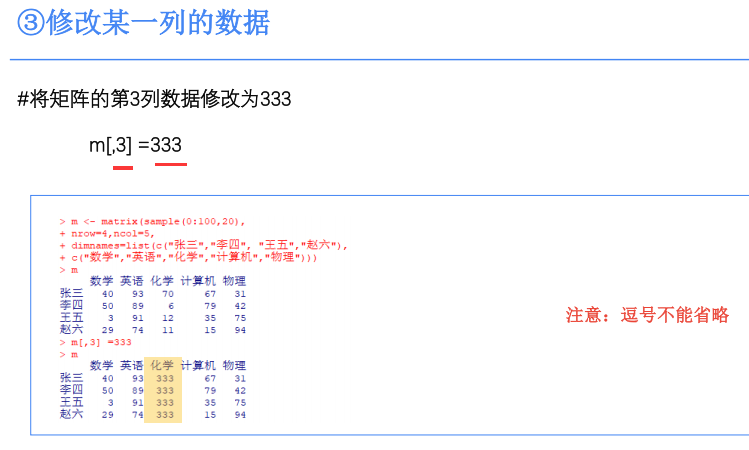 ③修改某一列的数据
#将矩阵的第3列数据修改为333
m[,3] =333
> m <- matrix(sample(0:100,20),
+ nrow=4,ncol=5,
+ dimnames=list(c("张三","李四", "王五","赵六"),
+ c("数学","英语","化学","计算机","物理")))
> m
数学 英语 化学 计算机 物理
张三 40 93 70 67 31
李四 50 89 6 79 42
王五 3 91 12 35 75
赵六 29 74 11 15 94
> m[,3] =333
> m
数学 英语 化学 计算机 物理
张三 40 93 333 67 31
李四 50 89 333 79 42
王五 3 91 333 35 75
赵六 29 74 333 15 94
注意：逗号不能省略